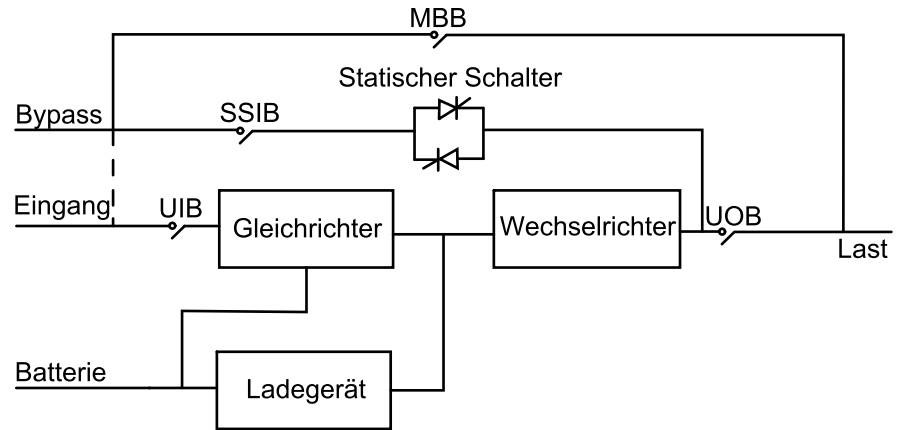 MBB
Statischer Schalter
Bypass
SSIB
Eingang
UIB
Gleichrichter
Wechselrichter
UOB
Last
Batterie
Ladegerät